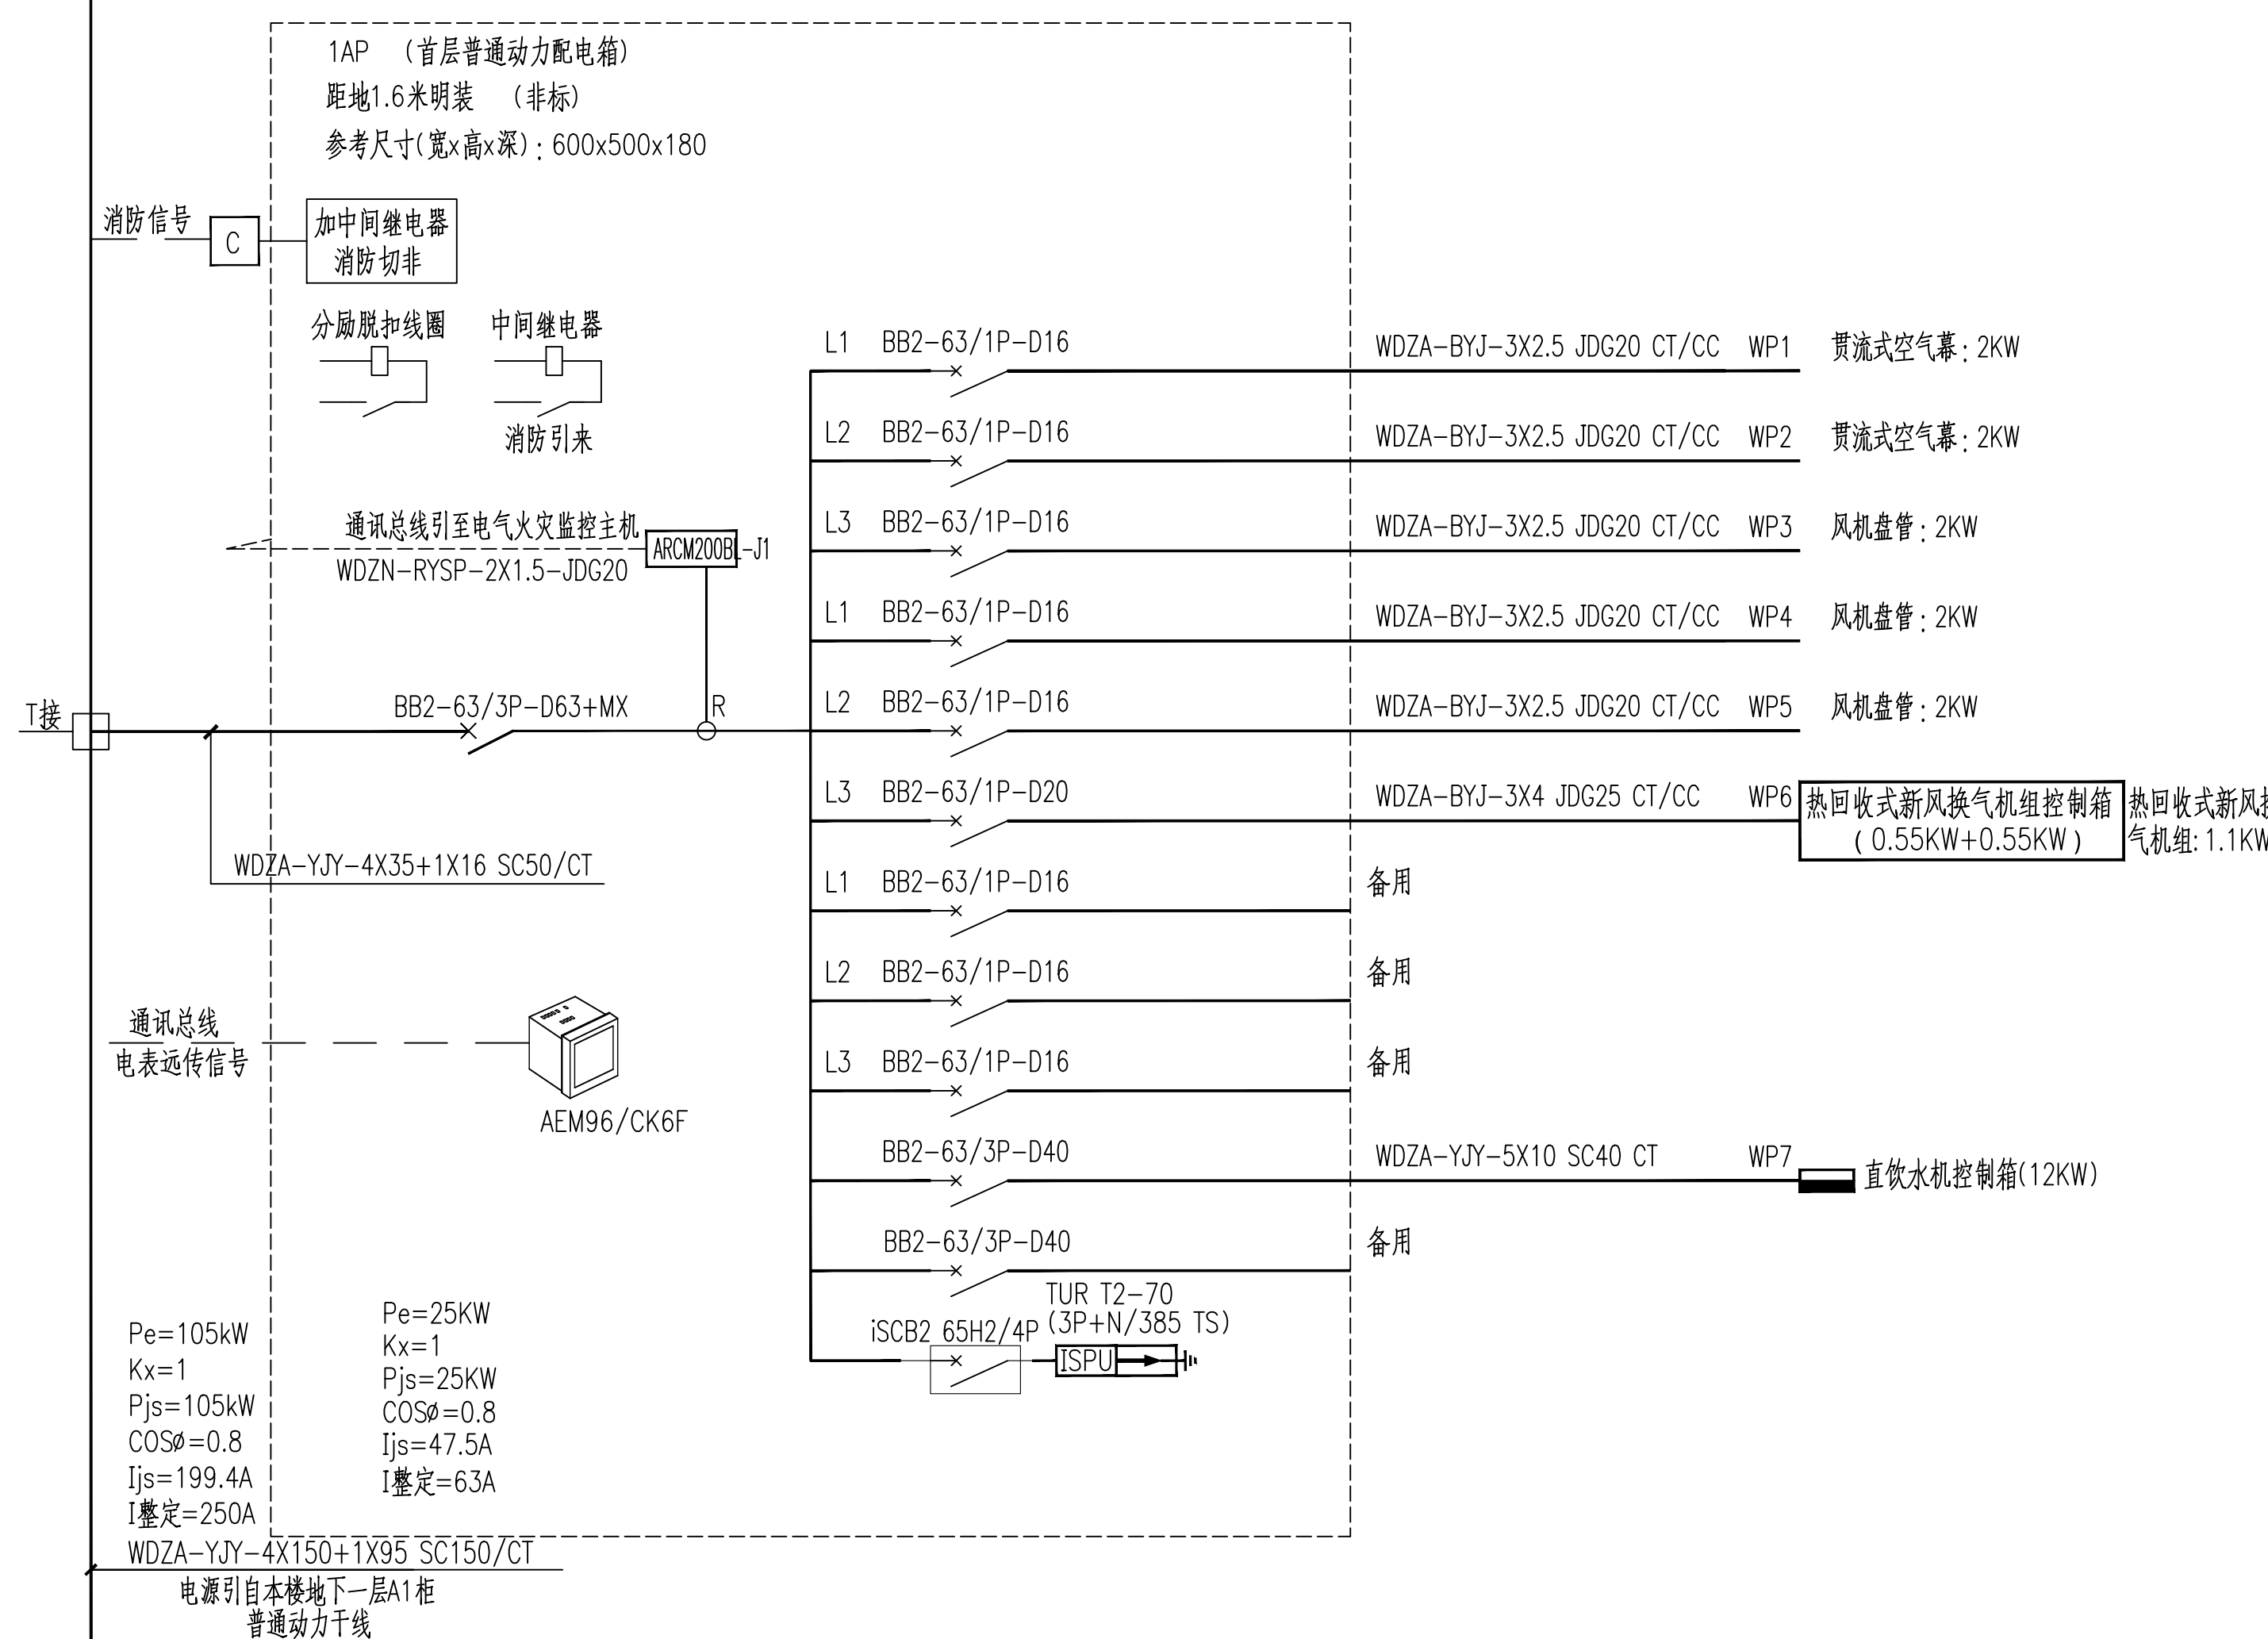 1AP （首层普通动力配电箱）
距地1.6米明装 （非标）
参考尺寸(宽x高x深)：600x500x180
消防信号
C
加中间继电器
消防切非
分励脱扣线圈
中间继电器
消防引来
通讯总线引至电气火灾监控主机
ARCM200BL-J1
WDZN-RYSP-2X1.5-JDG20
T接
BB2-63/3P-D63+MX
R
WDZA-YJY-4X35+1X16 SC50/CT
L1 BB2-63/1P-D16 WDZA-BYJ-3X2.5 JDG20 CT/CC WP1 贯流式空气幕：2KW
L2 BB2-63/1P-D16 WDZA-BYJ-3X2.5 JDG20 CT/CC WP2 贯流式空气幕：2KW
L3 BB2-63/1P-D16 WDZA-BYJ-3X2.5 JDG20 CT/CC WP3 风机盘管：2KW
L1 BB2-63/1P-D16 WDZA-BYJ-3X2.5 JDG20 CT/CC WP4 风机盘管：2KW
L2 BB2-63/1P-D16 WDZA-BYJ-3X2.5 JDG20 CT/CC WP5 风机盘管：2KW
L3 BB2-63/1P-D20 WDZA-BYJ-3X4 JDG25 CT/CC WP6
热回收式新风换气机组控制箱
（0.55KW+0.55KW）
热回收式新风
气机组：1.1KW
L1 BB2-63/1P-D16 备用
L2 BB2-63/1P-D16 备用
L3 BB2-63/1P-D16 备用
BB2-63/3P-D40 WDZA-YJY-5X10 SC40 CT WP7 直饮水机控制箱(12KW)
BB2-63/3P-D40 备用
TUR T2-70
(3P+N/385 TS)
iSCB2 65H2/4P
ISPU
通讯总线
电表远传信号
AEM96/CK6F
Pe=105kW
Kx=1
Pjs=105kW
COSø=0.8
Ijs=199.4A
I整定=250A
Pe=25KW
Kx=1
Pjs=25KW
COSø=0.8
Ijs=47.5A
I整定=63A
WDZA-YJY-4X150+1X95 SC150/CT
电源引自本楼地下一层A1柜
普通动力干线